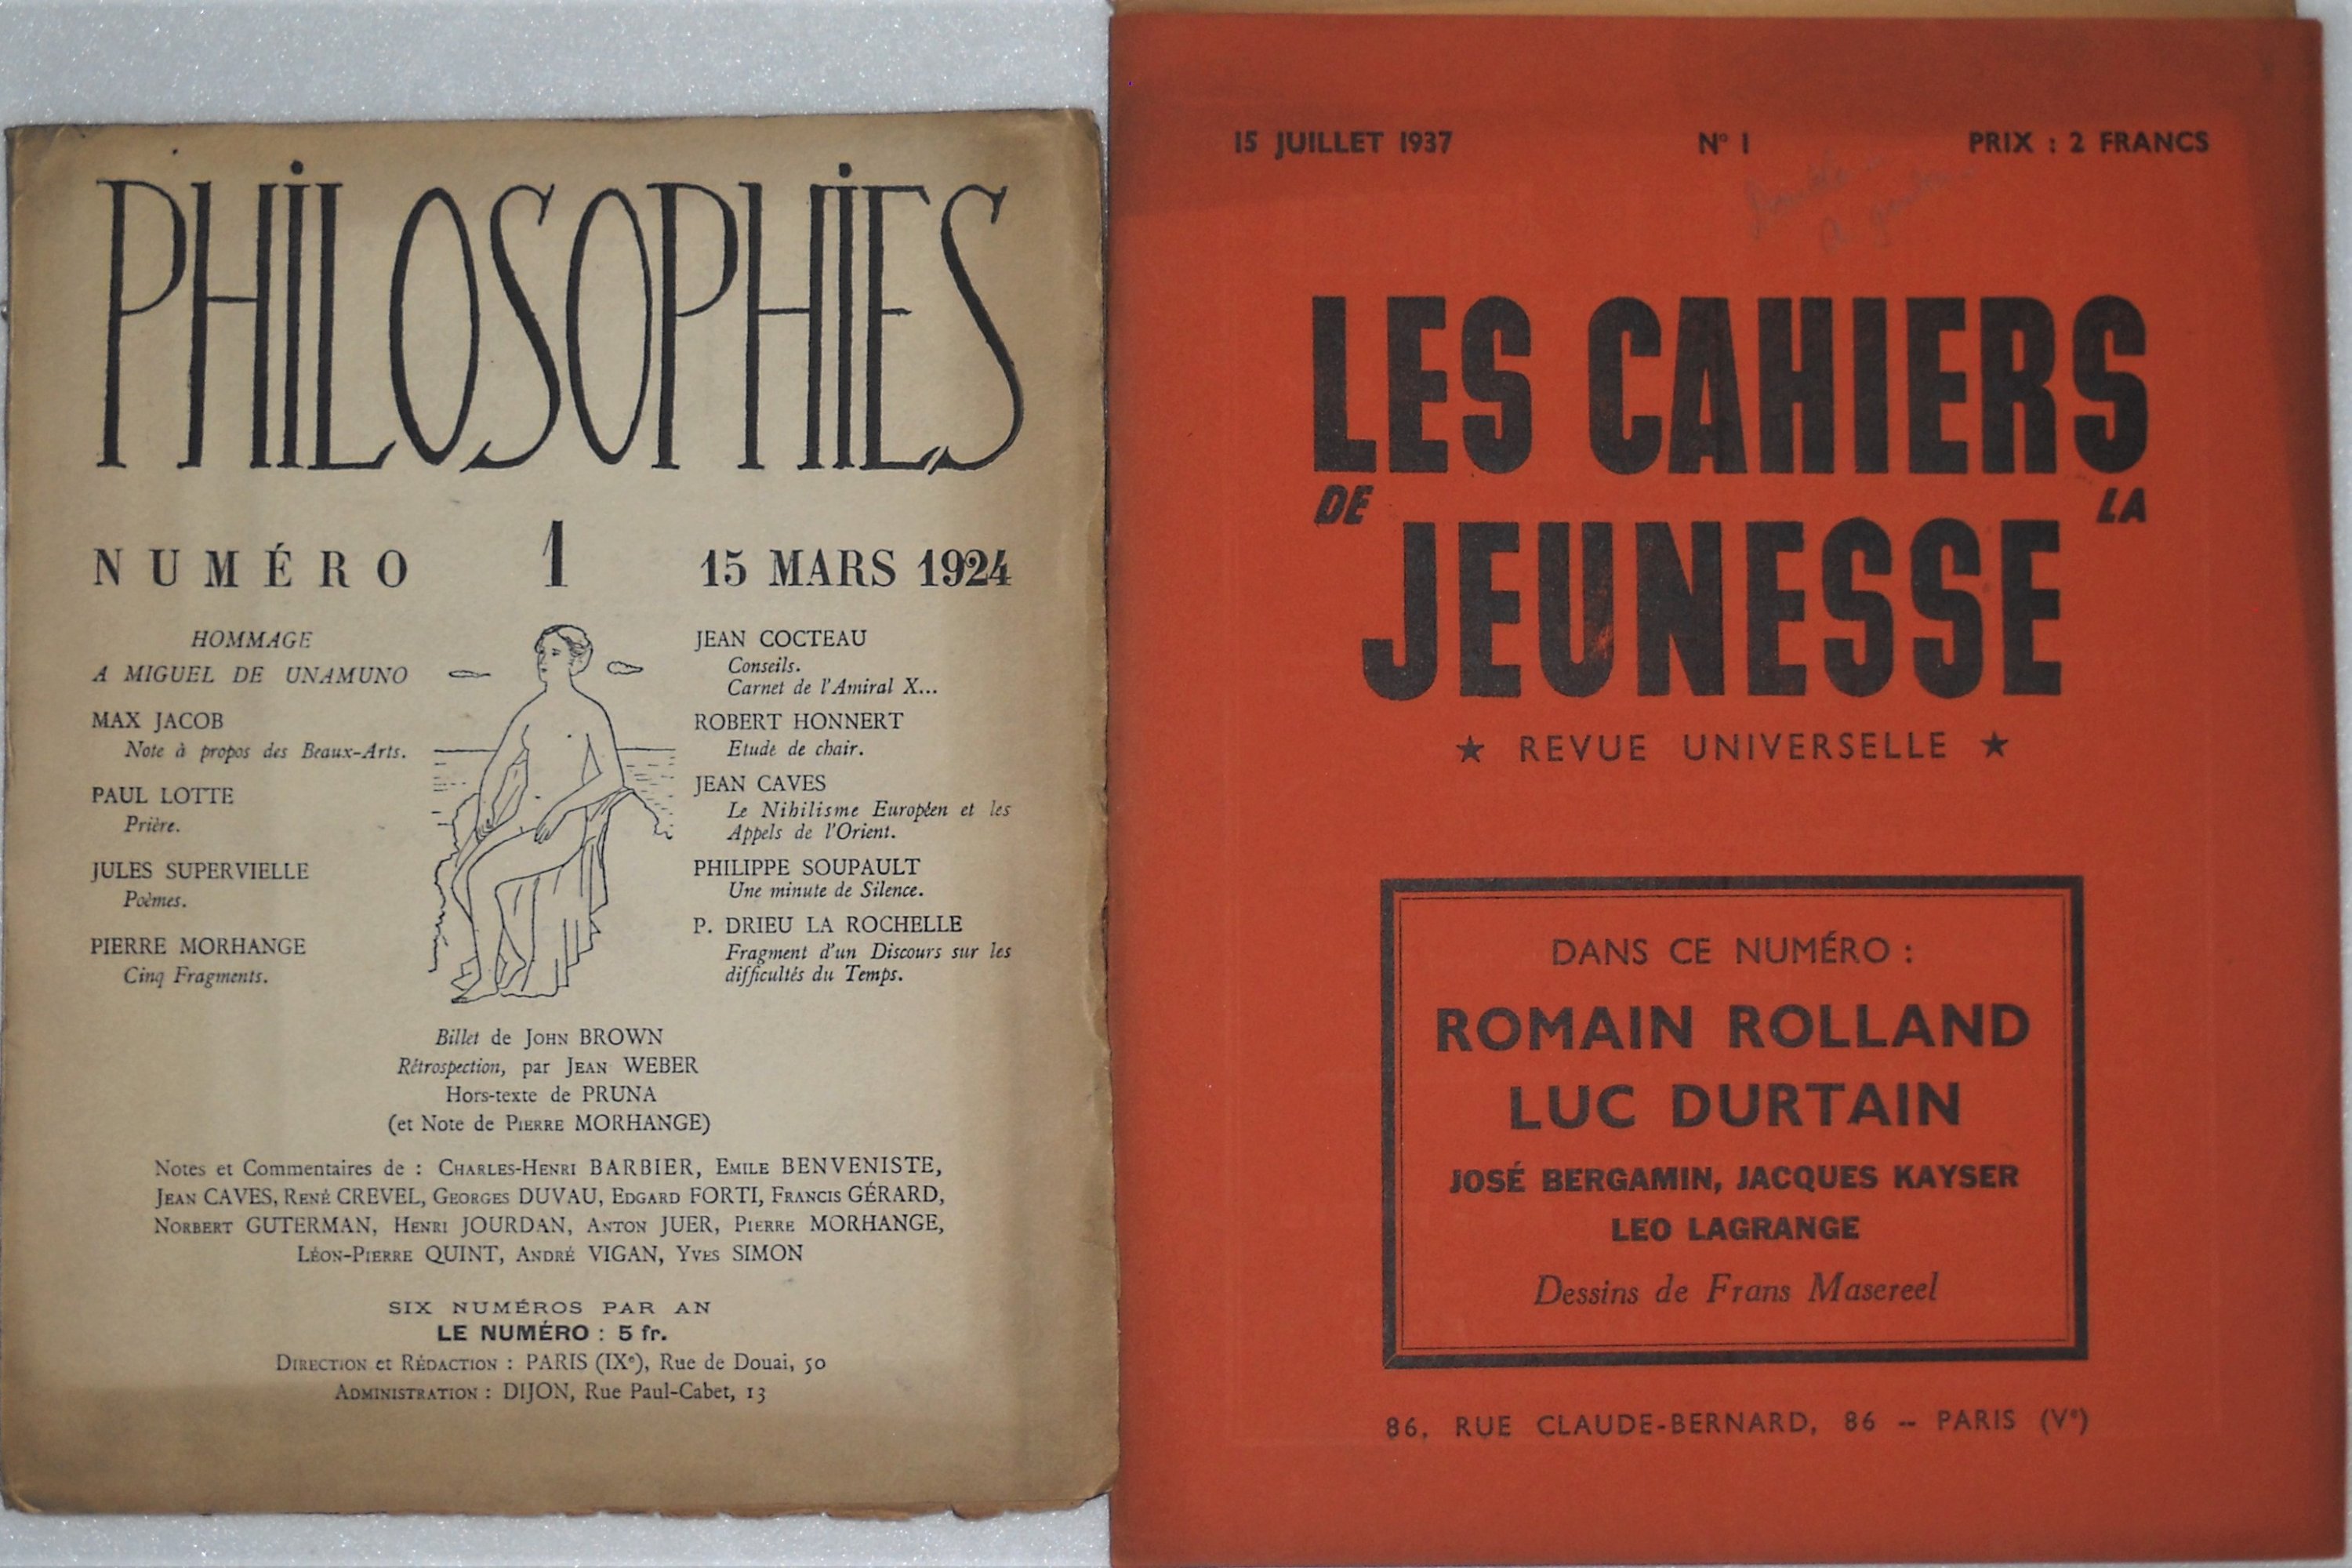 PHILOSOPHIES
NUMÉRO 1 15 MARS 1924
HOMMAGE
A MIGUEL DE UNAMUNO
MAX JACOB
Note à propos des Beaux-Arts.
PAUL LOTTE
Prière.
JULES SUPERVIELLE
Poèmes.
PIERRE MORHANGE
Cinq Fragments.
JEAN COCTEAU
Conseils.
Carnet de l'Amiral X...
ROBERT HONNERT
Etude de chair.
JEAN CAVES
Le Nihilisme Européen et les
Appels de l'Orient.
PHILIPPE SOUPAULT
Une minute de Silence.
P. DRIEU LA ROCHELLE
Fragment d'un Discours sur les
difficultés du Temps.
Billet de JOHN BROWN
Rétrospection, par JEAN WEBER
Hors-texte de PRUNA
(et Note de PIERRE MORHANGE)
Notes et Commentaires de : CHARLES-HENRI BARBIER, EMILE BENVENISTE,
JEAN CAVES, RENÉ CREVEL, GEORGES DUVAU, EDGARD FORTI, FRANCIS GÉRARD,
NORBERT GUTERMAN, HENRI JOURDAN, ANTON JUER, PIERRE MORHANGE,
LÉON-PIERRE QUINT, ANDRÉ VIGAN, YVES SIMON
SIX NUMÉROS PAR AN
LE NUMÉRO : 5 fr.
DIRECTION et RÉDACTION : PARIS (IXe), Rue de Douai, 50
ADMINISTRATION : DIJON, Rue Paul-Cabet, 13
15 JUILLET 1937 N° 1 PRIX : 2 FRANCS
LES CAHIERS
DE LA
JEUNESSE
★ REVUE UNIVERSELLE ★
DANS CE NUMÉRO :
ROMAIN ROLLAND
LUC DURTAIN
JOSÉ BERGAMIN, JACQUES KAYSER
LEO LAGRANGE
Dessins de Frans Masereel
86, RUE CLAUDE-BERNARD, 86 -- PARIS (Ve)